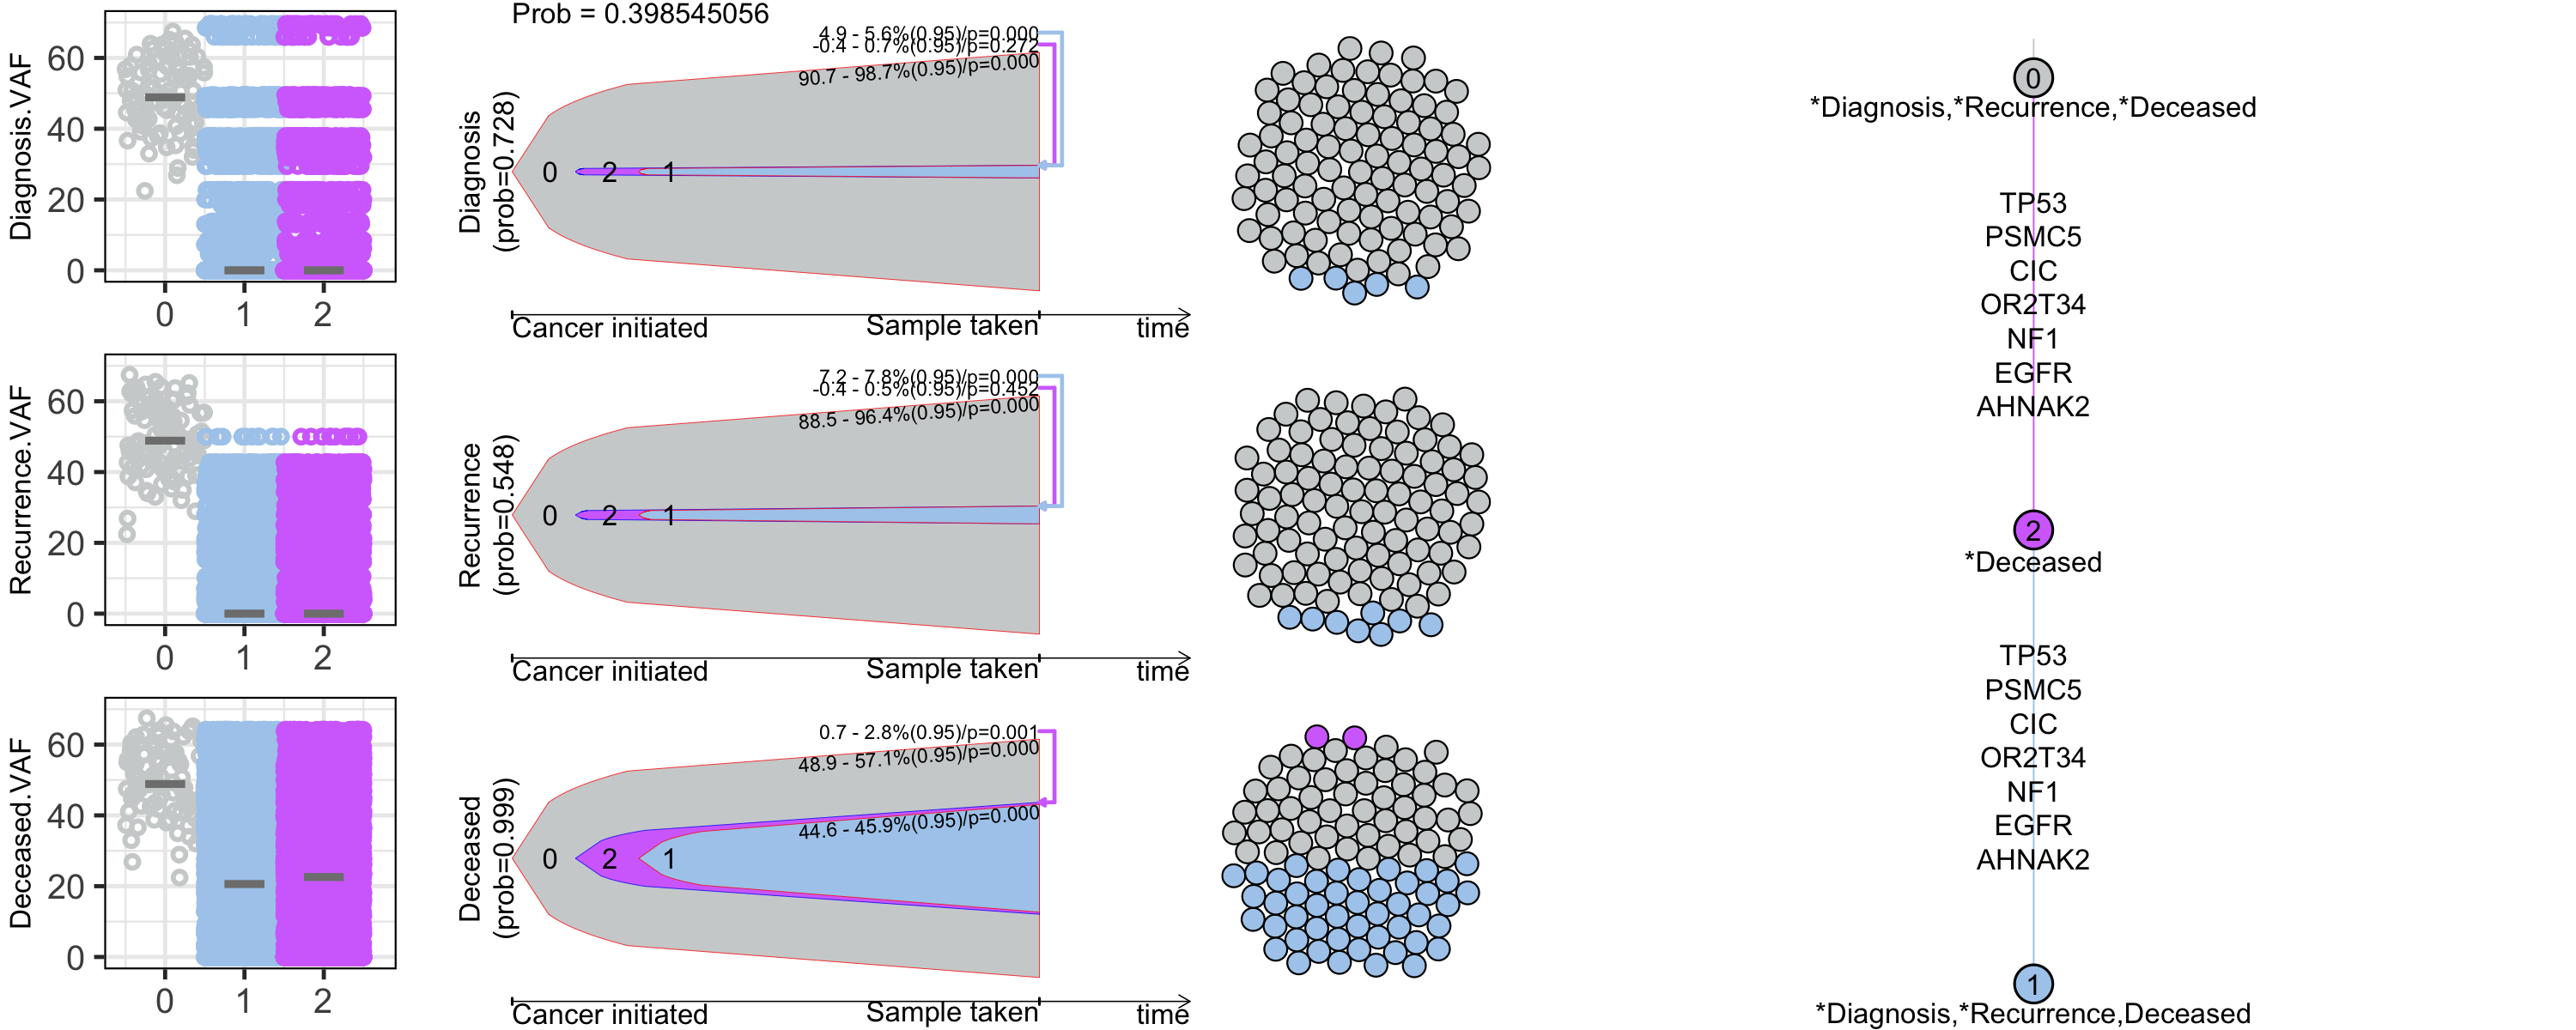 Prob = 0.398545056
Diagnosis.VAF
60
40
20
0
0 1 2
Diagnosis
(prob=0.728)
4.9 - 5.6%(0.95)/p=0.000
-0.4 - 0.7%(0.95)/p=0.272
90.7 - 98.7%(0.95)/p=0.000
0 2 1
Cancer initiated Sample taken time
Recurrence.VAF
60
40
20
0
0 1 2
Recurrence
(prob=0.548)
7.2 - 7.8%(0.95)/p=0.000
-0.4 - 0.5%(0.95)/p=0.452
88.5 - 96.4%(0.95)/p=0.000
0 2 1
Cancer initiated Sample taken time
Deceased.VAF
60
40
20
0
0 1 2
Deceased
(prob=0.999)
0.7 - 2.8%(0.95)/p=0.001
48.9 - 57.1%(0.95)/p=0.000
44.6 - 45.9%(0.95)/p=0.000
0 2 1
Cancer initiated Sample taken time
0
*Diagnosis,*Recurrence,*Deceased
TP53
PSMC5
CIC
OR2T34
NF1
EGFR
AHNAK2
2
*Deceased
TP53
PSMC5
CIC
OR2T34
NF1
EGFR
AHNAK2
1
*Diagnosis,*Recurrence,Deceased